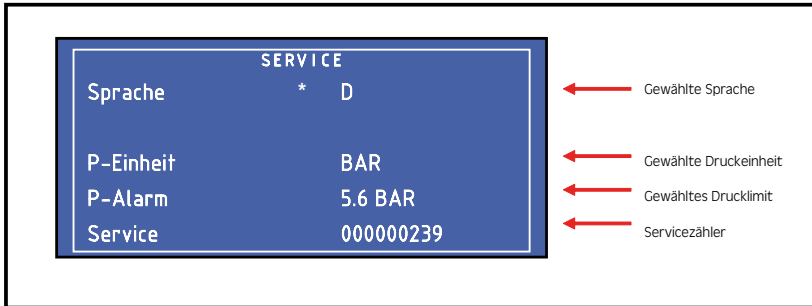 SERVICE
Sprache * D Gewählte Sprache
P-Einheit BAR Gewählte Druckeinheit
P-Alarm 5.6 BAR Gewähltes Drucklimit
Service 000000239 Servicezähler